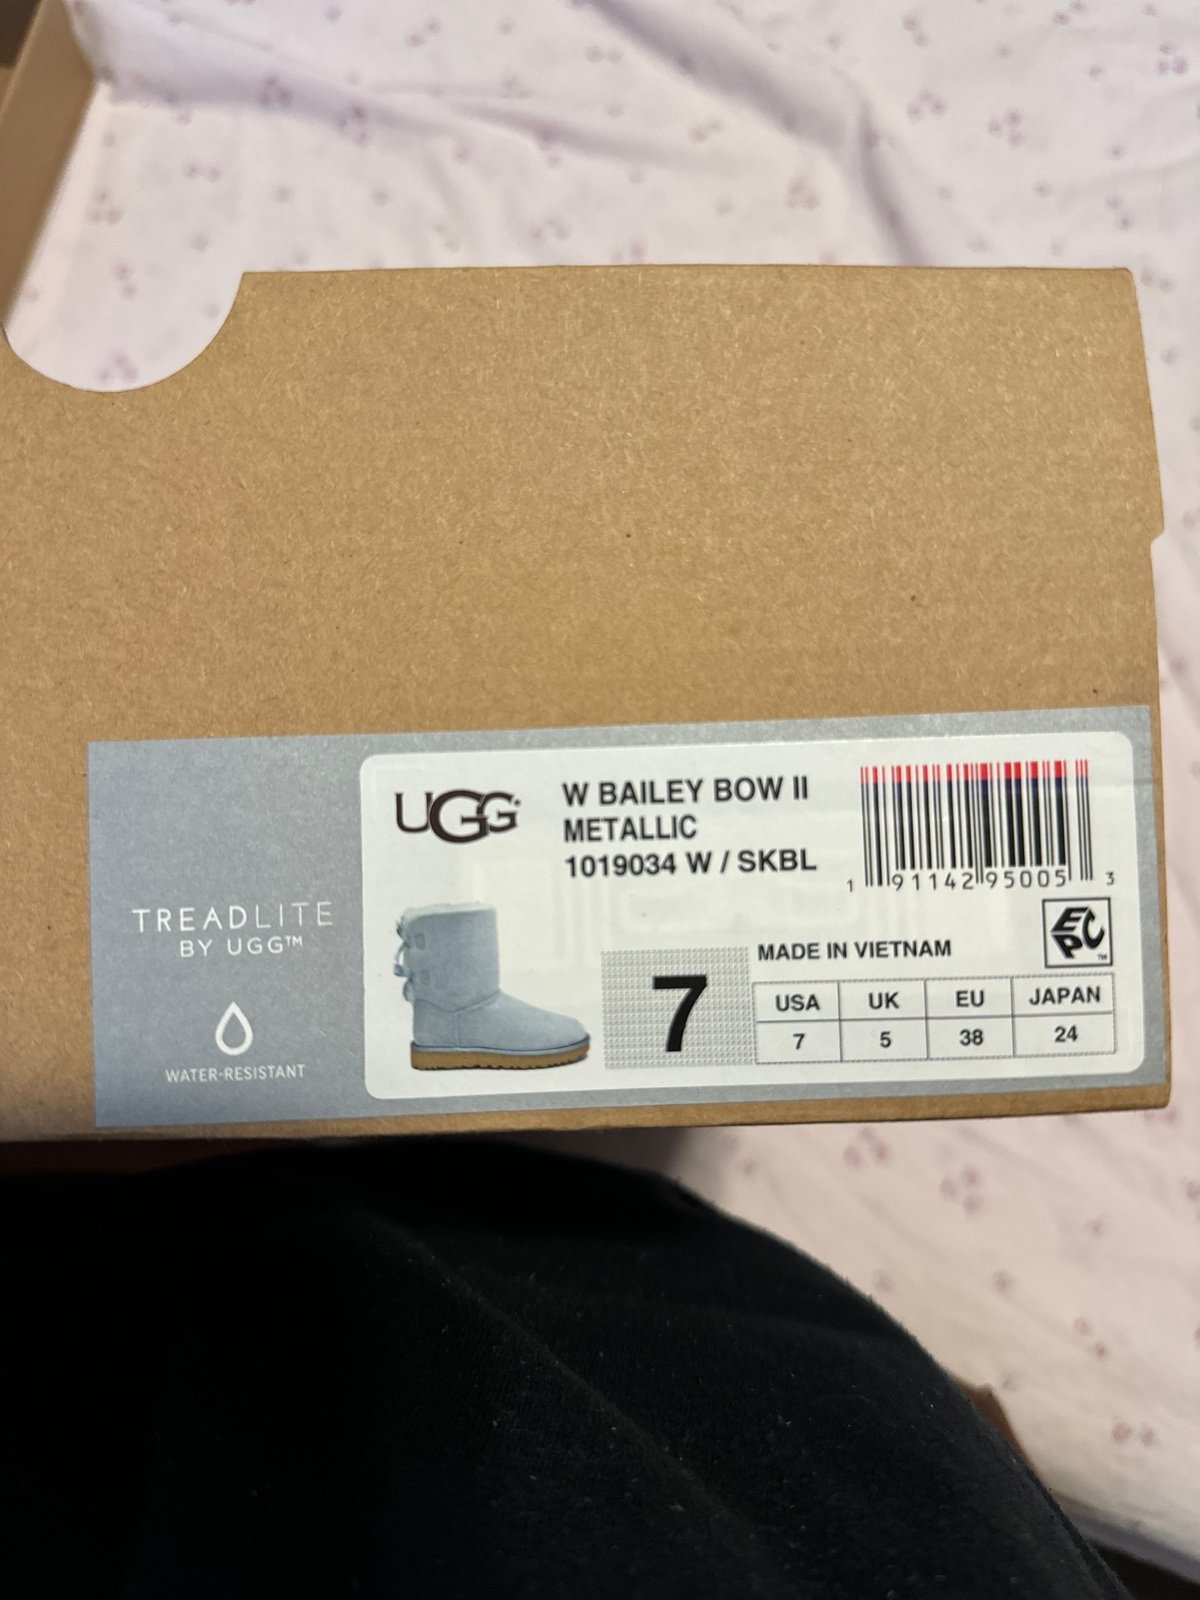 UGG®
W BAILEY BOW II
METALLIC
1019034 W / SKBL
1 91142 95005 3
TREADLITE
BY UGG™
WATER-RESISTANT
7
MADE IN VIETNAM
EPC™
USA UK EU JAPAN
7 5 38 24